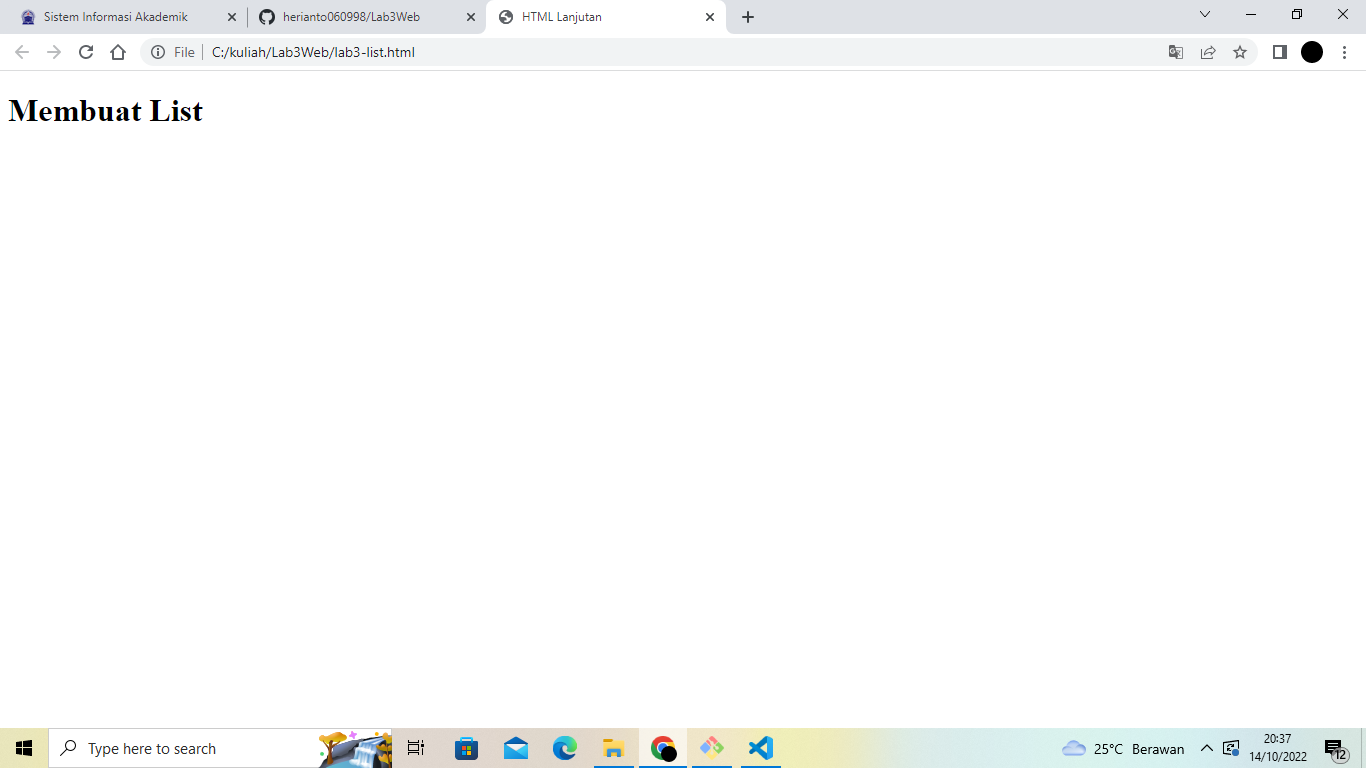 Sistem Informasi Akademik
herianto060998/Lab3Web
HTML Lanjutan
File
C:/kuliah/Lab3Web/lab3-list.html
Membuat List
Type here to search
25°C Berawan
20:37
14/10/2022
12